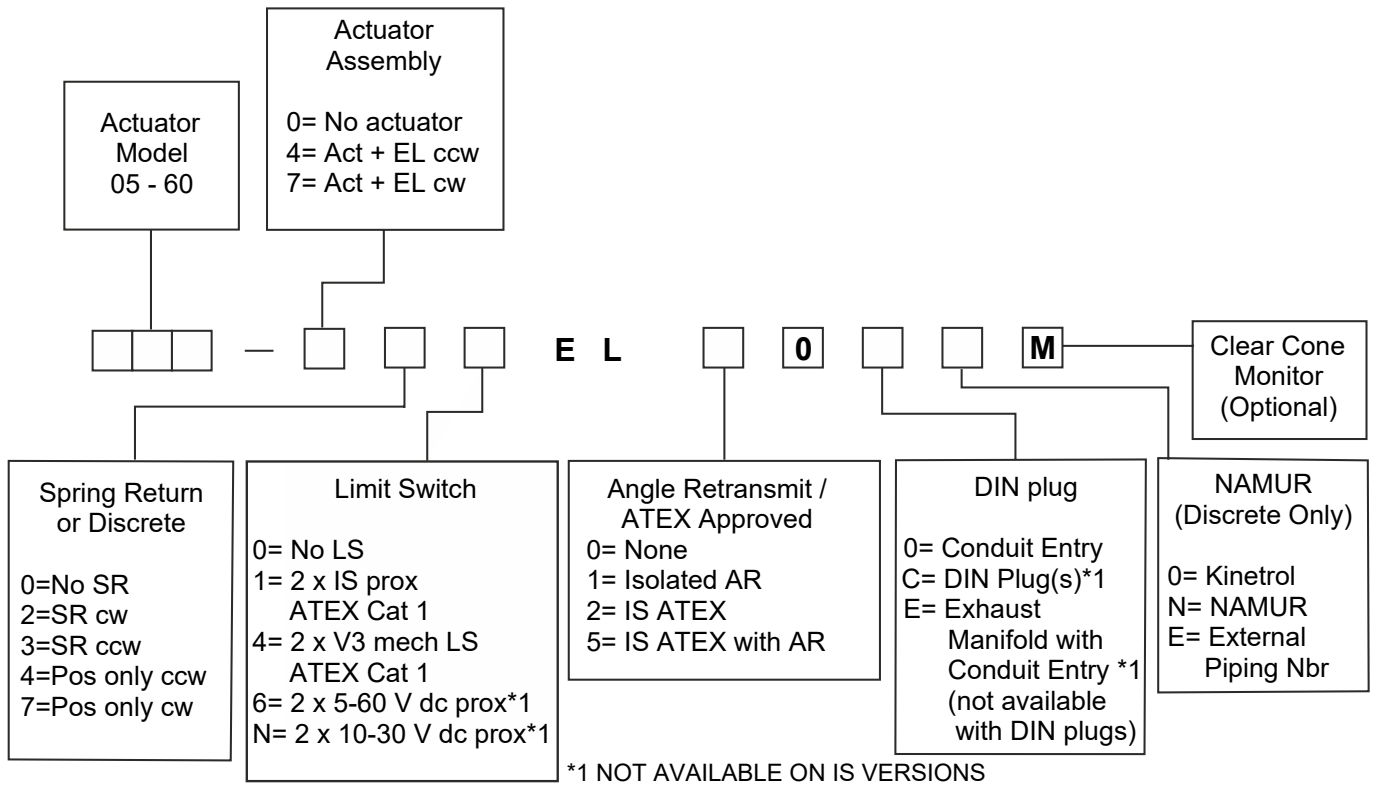 Actuator
Assembly
0= No actuator
4= Act + EL ccw
7= Act + EL cw
Actuator
Model
05 - 60
— E L 0 M
Clear Cone
Monitor
(Optional)
Spring Return
or Discrete
0=No SR
2=SR cw
3=SR ccw
4=Pos only ccw
7=Pos only cw
Limit Switch
0= No LS
1= 2 x IS prox
ATEX Cat 1
4= 2 x V3 mech LS
ATEX Cat 1
6= 2 x 5-60 V dc prox*1
N= 2 x 10-30 V dc prox*1
Angle Retransmit /
ATEX Approved
0= None
1= Isolated AR
2= IS ATEX
5= IS ATEX with AR
DIN plug
0= Conduit Entry
C= DIN Plug(s)*1
E= Exhaust
Manifold with
Conduit Entry *1
(not available
with DIN plugs)
NAMUR
(Discrete Only)
0= Kinetrol
N= NAMUR
E= External
Piping Nbr
*1 NOT AVAILABLE ON IS VERSIONS